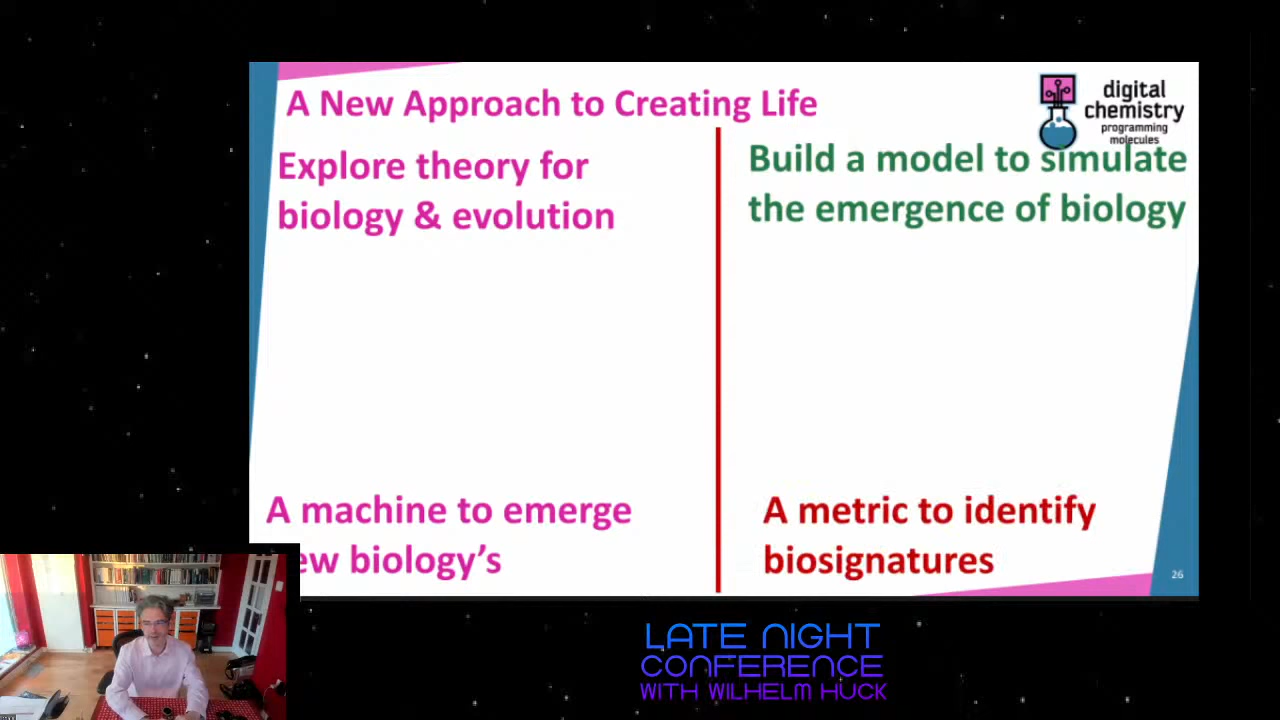 A New Approach to Creating Life
digital
chemistry
programming
molecules
Explore theory for
biology & evolution
Build a model to simulate
the emergence of biology
A machine to emerge
biology's
A metric to identify
biosignatures
26
LATE NIGHT
CONFERENCE
WITH WILHELM HUCK